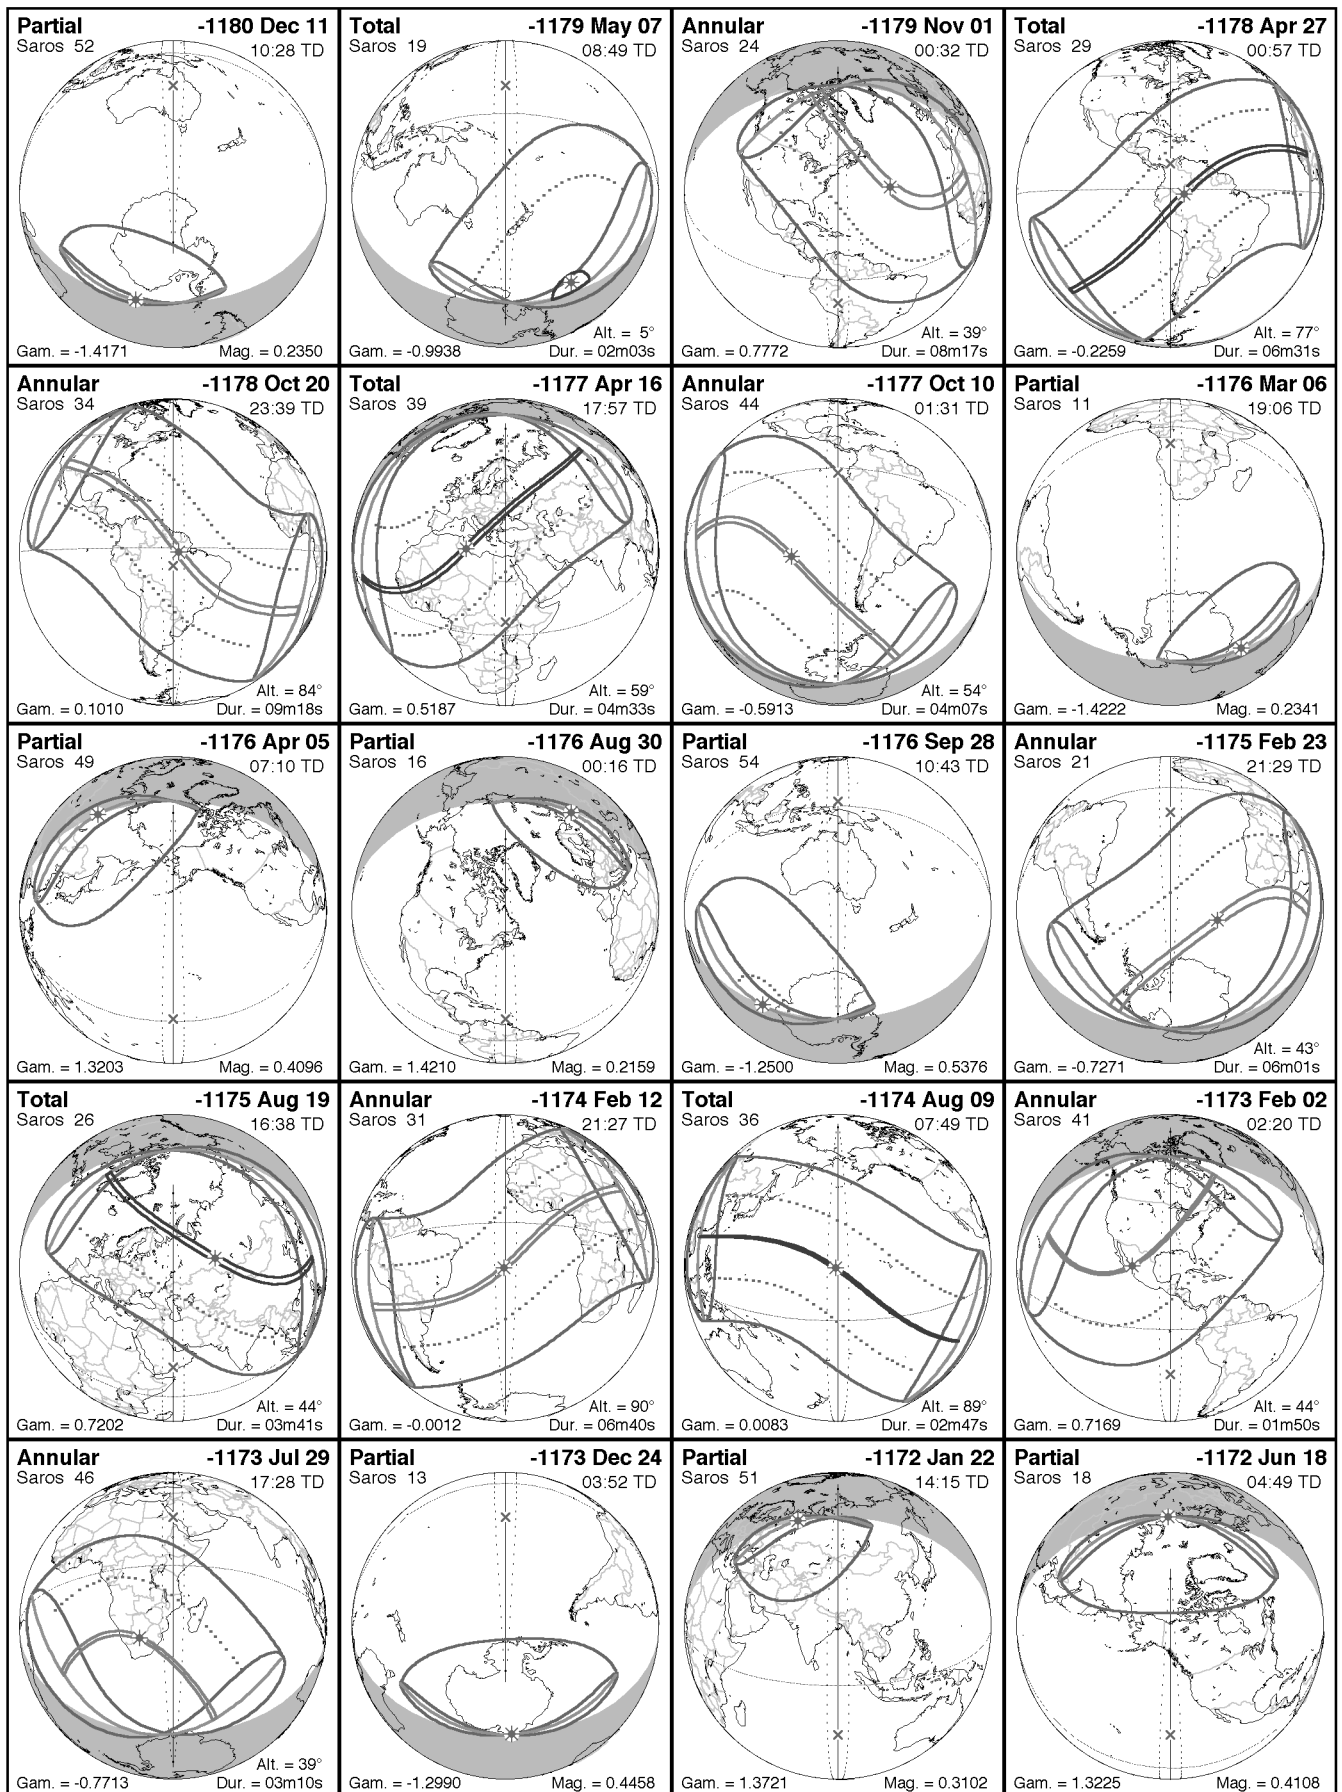 Partial -1180 Dec 11
Saros 52 10:28 TD
Gam. = -1.4171 Mag. = 0.2350
Total -1179 May 07
Saros 19 08:49 TD
Alt. = 5°
Gam. = -0.9938 Dur. = 02m03s
Annular -1179 Nov 01
Saros 24 00:32 TD
Alt. = 39°
Gam. = 0.7772 Dur. = 08m17s
Total -1178 Apr 27
Saros 29 00:57 TD
Alt. = 77°
Gam. = -0.2259 Dur. = 06m31s
Annular -1178 Oct 20
Saros 34 23:39 TD
Alt. = 84°
Gam. = 0.1010 Dur. = 09m18s
Total -1177 Apr 16
Saros 39 17:57 TD
Alt. = 59°
Gam. = 0.5187 Dur. = 04m33s
Annular -1177 Oct 10
Saros 44 01:31 TD
Alt. = 54°
Gam. = -0.5913 Dur. = 04m07s
Partial -1176 Mar 06
Saros 11 19:06 TD
Gam. = -1.4222 Mag. = 0.2341
Partial -1176 Apr 05
Saros 49 07:10 TD
Gam. = 1.3203 Mag. = 0.4096
Partial -1176 Aug 30
Saros 16 00:16 TD
Gam. = 1.4210 Mag. = 0.2159
Partial -1176 Sep 28
Saros 54 10:43 TD
Gam. = -1.2500 Mag. = 0.5376
Annular -1175 Feb 23
Saros 21 21:29 TD
Alt. = 43°
Gam. = -0.7271 Dur. = 06m01s
Total -1175 Aug 19
Saros 26 16:38 TD
Alt. = 44°
Gam. = 0.7202 Dur. = 03m41s
Annular -1174 Feb 12
Saros 31 21:27 TD
Alt. = 90°
Gam. = -0.0012 Dur. = 06m40s
Total -1174 Aug 09
Saros 36 07:49 TD
Alt. = 89°
Gam. = 0.0083 Dur. = 02m47s
Annular -1173 Feb 02
Saros 41 02:20 TD
Alt. = 44°
Gam. = 0.7169 Dur. = 01m50s
Annular -1173 Jul 29
Saros 46 17:28 TD
Alt. = 39°
Gam. = -0.7713 Dur. = 03m10s
Partial -1173 Dec 24
Saros 13 03:52 TD
Gam. = -1.2990 Mag. = 0.4458
Partial -1172 Jan 22
Saros 51 14:15 TD
Gam. = 1.3721 Mag. = 0.3102
Partial -1172 Jun 18
Saros 18 04:49 TD
Gam. = 1.3225 Mag. = 0.4108